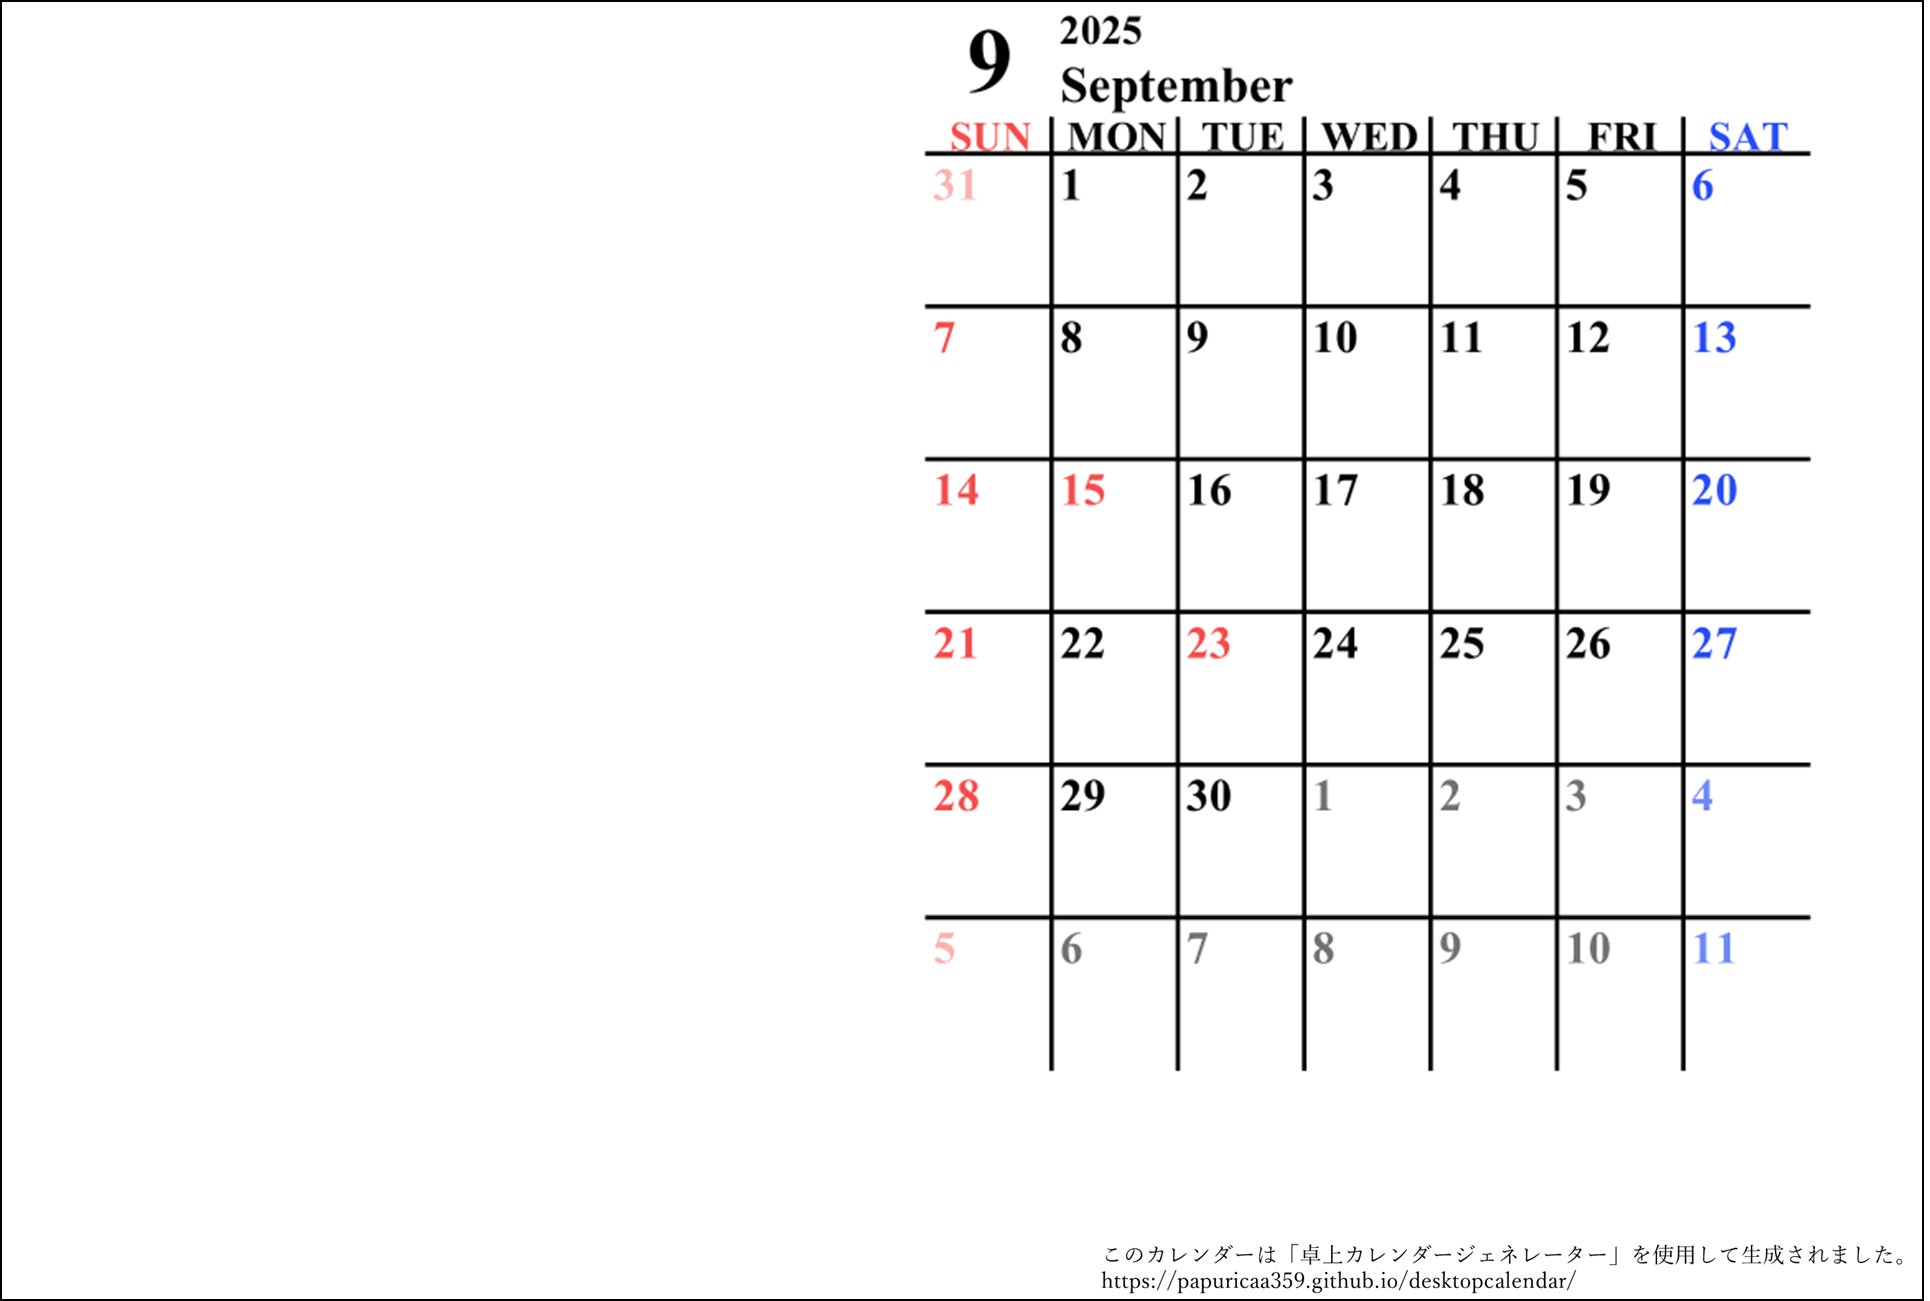 9
2025
September
SUN MON TUE WED THU FRI SAT
31 1 2 3 4 5 6
7 8 9 10 11 12 13
14 15 16 17 18 19 20
21 22 23 24 25 26 27
28 29 30 1 2 3 4
5 6 7 8 9 10 11
このカレンダーは「卓上カレンダージェネレーター」を使用して生成されました。
https://papuricaa359.github.io/desktopcalendar/